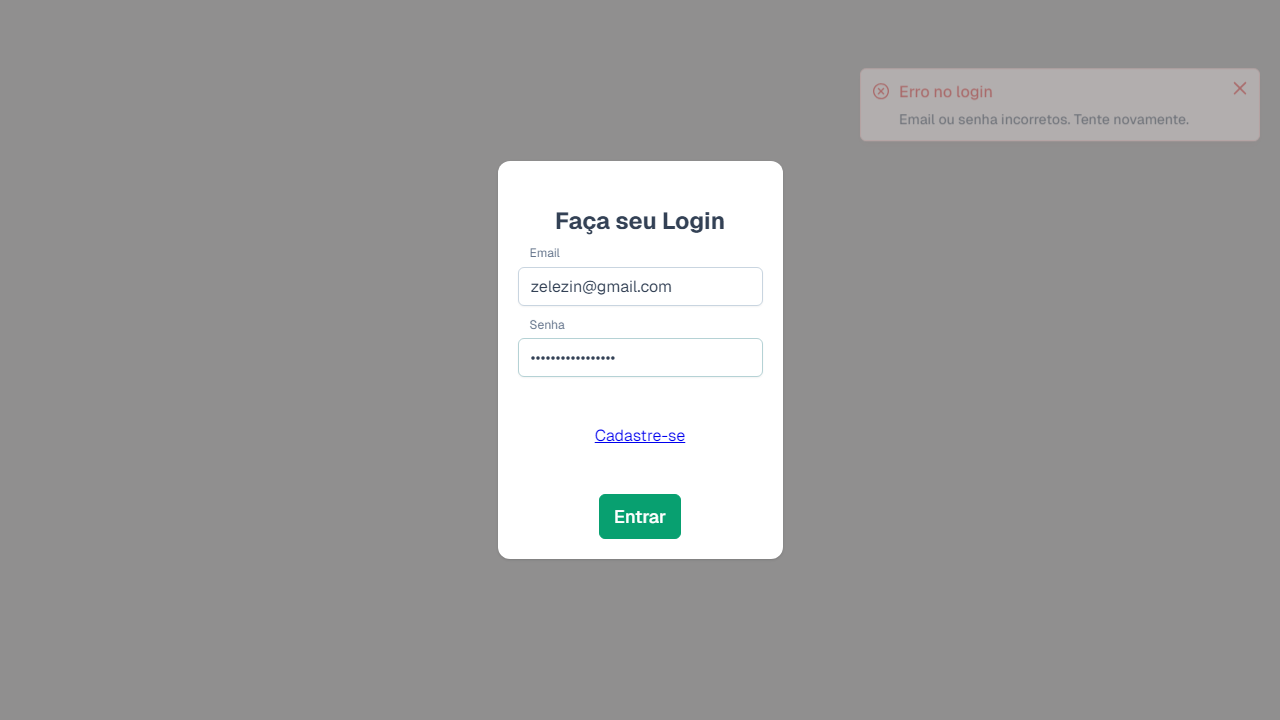 Erro no login
Email ou senha incorretos. Tente novamente.
Faça seu Login
Email
zelezin@gmail.com
Senha
•••••••••••••••••
Cadastre-se
Entrar